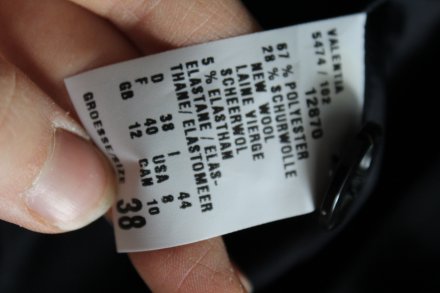 VALENTIA
5474 / 102
12870
67 % POLYESTER
28 % SCHURWOLLE
NEW WOOL
LAINE VIERGE
SCHEERWOL
5 % ELASTHAN
ELASTANE / ELAS-
THANE/ ELASTOMEER
D 38 I 44
F 40 USA 8
GB 12 CAN 10
GROESSE/SIZE 38